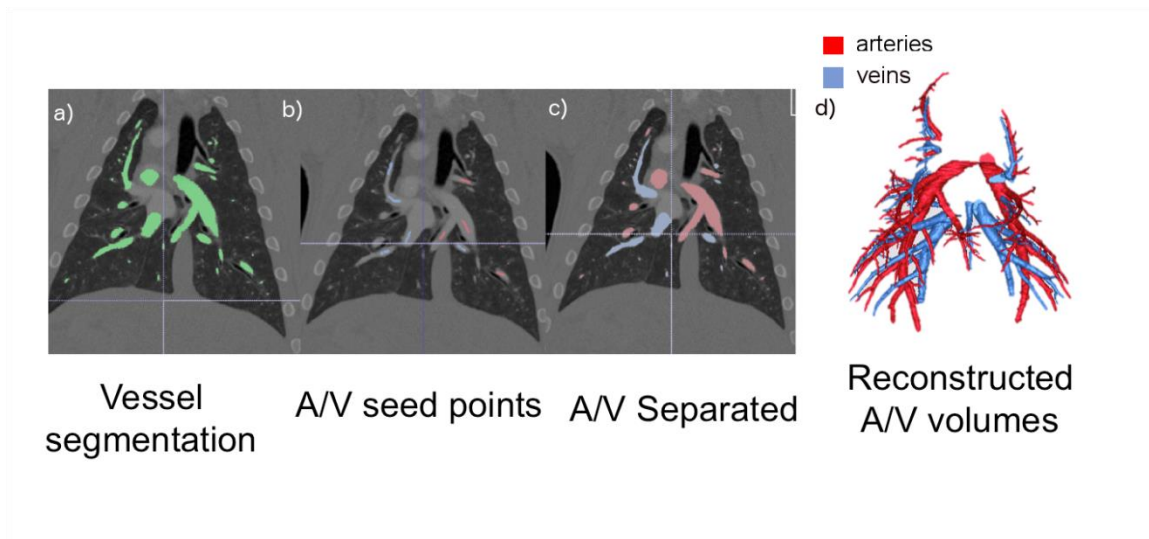 arteries
veins
a)
b)
c)
d)
Vessel
segmentation
A/V seed points
A/V Separated
Reconstructed
A/V volumes